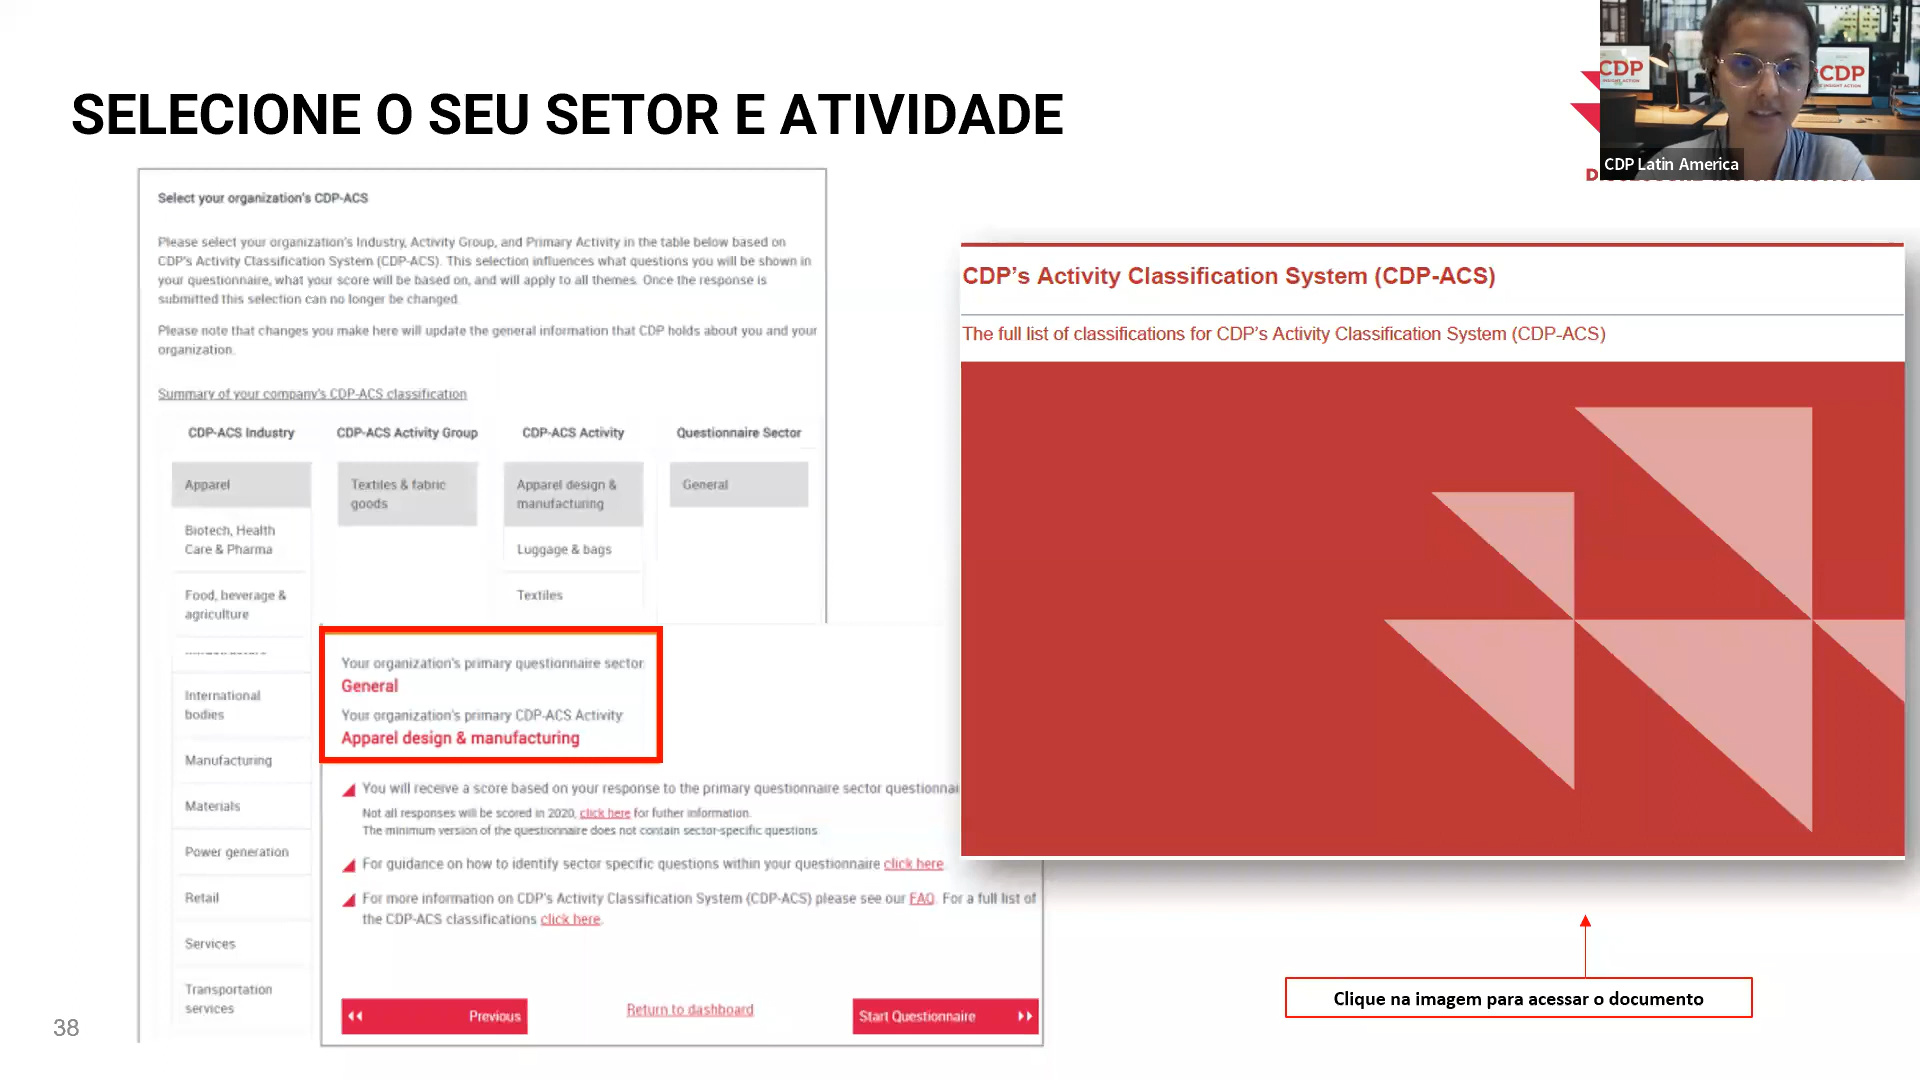 SELECIONE O SEU SETOR E ATIVIDADE
CDP
CDP
CDP Latin America
Select your organization's CDP-ACS
Please select your organization's Industry, Activity Group, and Primary Activity in the table below based on
CDP's Activity Classification System (CDP-ACS). This selection influences what questions you will be shown in
your questionnaire, what your score will be based on, and will apply to all themes. Once the response is
submitted this selection can no longer be changed.
Please note that changes you make here will update the general information that CDP holds about you and your
organization.
Summary of your company's CDP-ACS classification
CDP-ACS Industry
CDP-ACS Activity Group
CDP-ACS Activity
Questionnaire Sector
Apparel
Textiles & fabric
goods
Apparel design &
manufacturing
General
Biotech, Health
Care & Pharma
Luggage & bags
Food, beverage &
agriculture
Textiles
International
bodies
Manufacturing
Materials
Power generation
Retail
Services
Transportation
services
Your organization's primary questionnaire sector
General
Your organization's primary CDP-ACS Activity
Apparel design & manufacturing
You will receive a score based on your response to the primary questionnaire sector
Not all responses will be scored in 2020, click here for futher information.
The minimum version of the questionnaire does not contain sector-specific questions.
For guidance on how to identify sector specific questions within your questionnaire click here.
For more information on CDP's Activity Classification System (CDP-ACS) please see our FAQ. For a full list of
the CDP-ACS classifications click here.
Previous
Return to dashboard
Start Questionnaire
CDP's Activity Classification System (CDP-ACS)
The full list of classifications for CDP's Activity Classification System (CDP-ACS)
Clique na imagem para acessar o documento
38